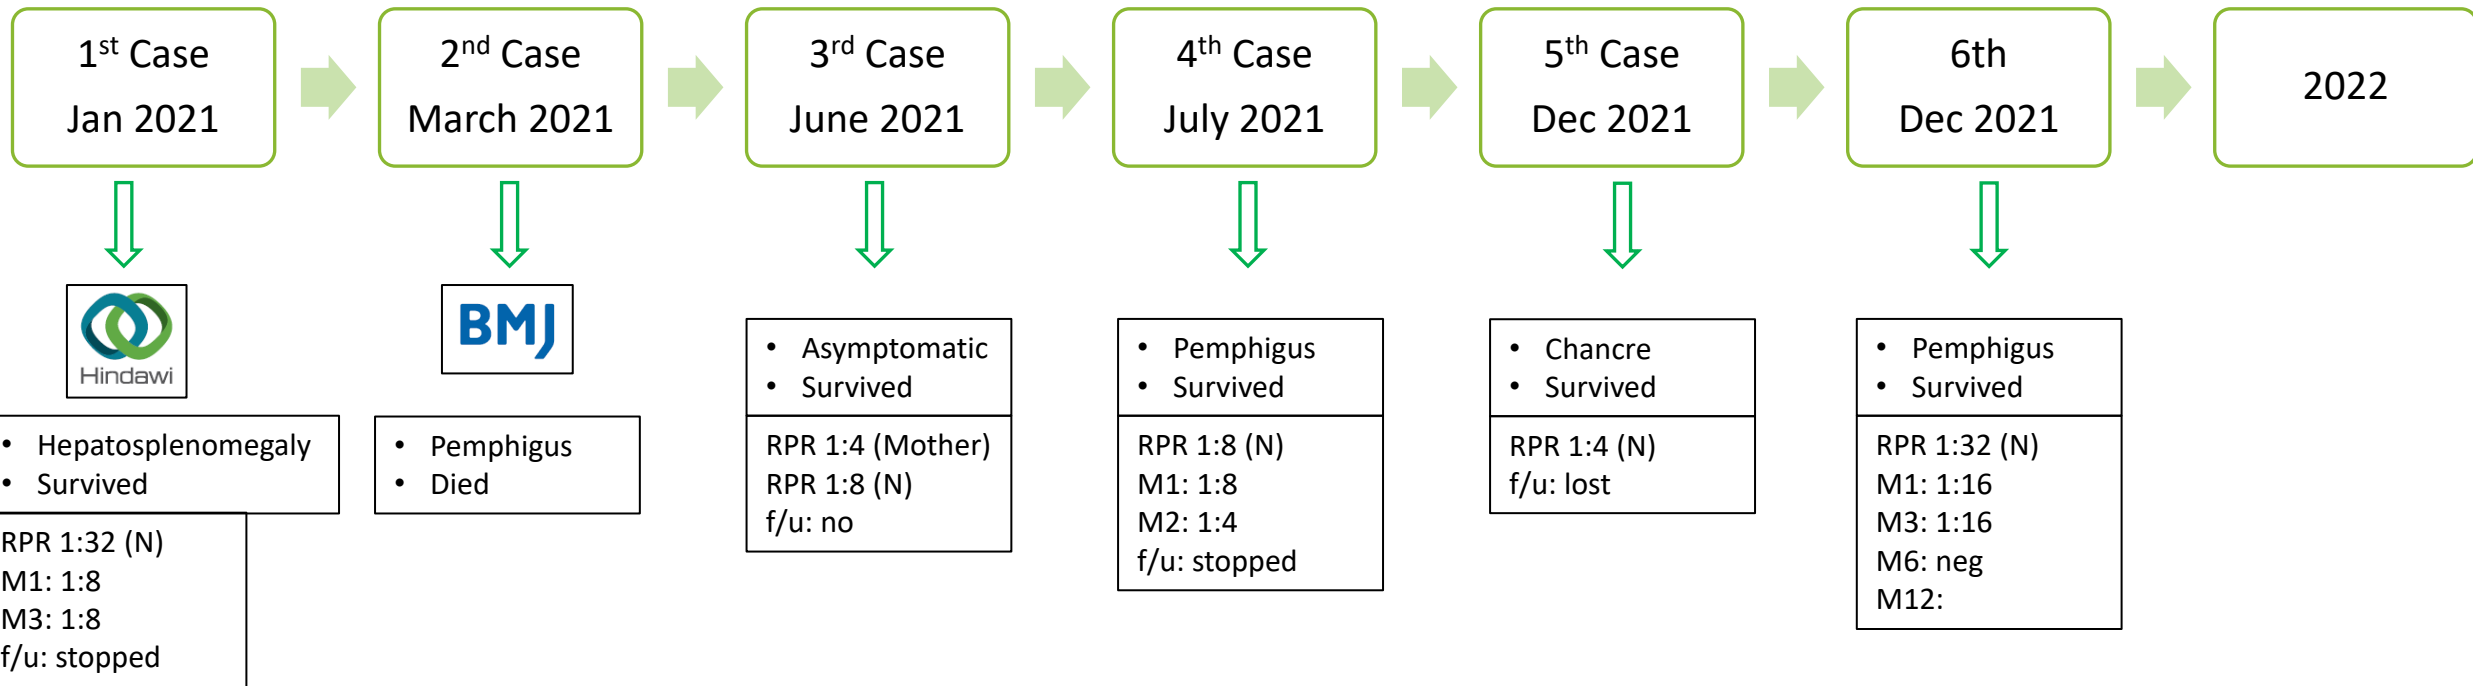 1st Case
Jan 2021
2nd Case
March 2021
3rd Case
June 2021
4th Case
July 2021
5th Case
Dec 2021
6th
Dec 2021
2022
Hindawi
• Hepatosplenomegaly
• Survived
RPR 1:32 (N)
M1: 1:8
M3: 1:8
f/u: stopped
BMJ
• Pemphigus
• Died
• Asymptomatic
• Survived
RPR 1:4 (Mother)
RPR 1:8 (N)
f/u: no
• Pemphigus
• Survived
RPR 1:8 (N)
M1: 1:8
M2: 1:4
f/u: stopped
• Chancre
• Survived
RPR 1:4 (N)
f/u: lost
• Pemphigus
• Survived
RPR 1:32 (N)
M1: 1:16
M3: 1:16
M6: neg
M12: